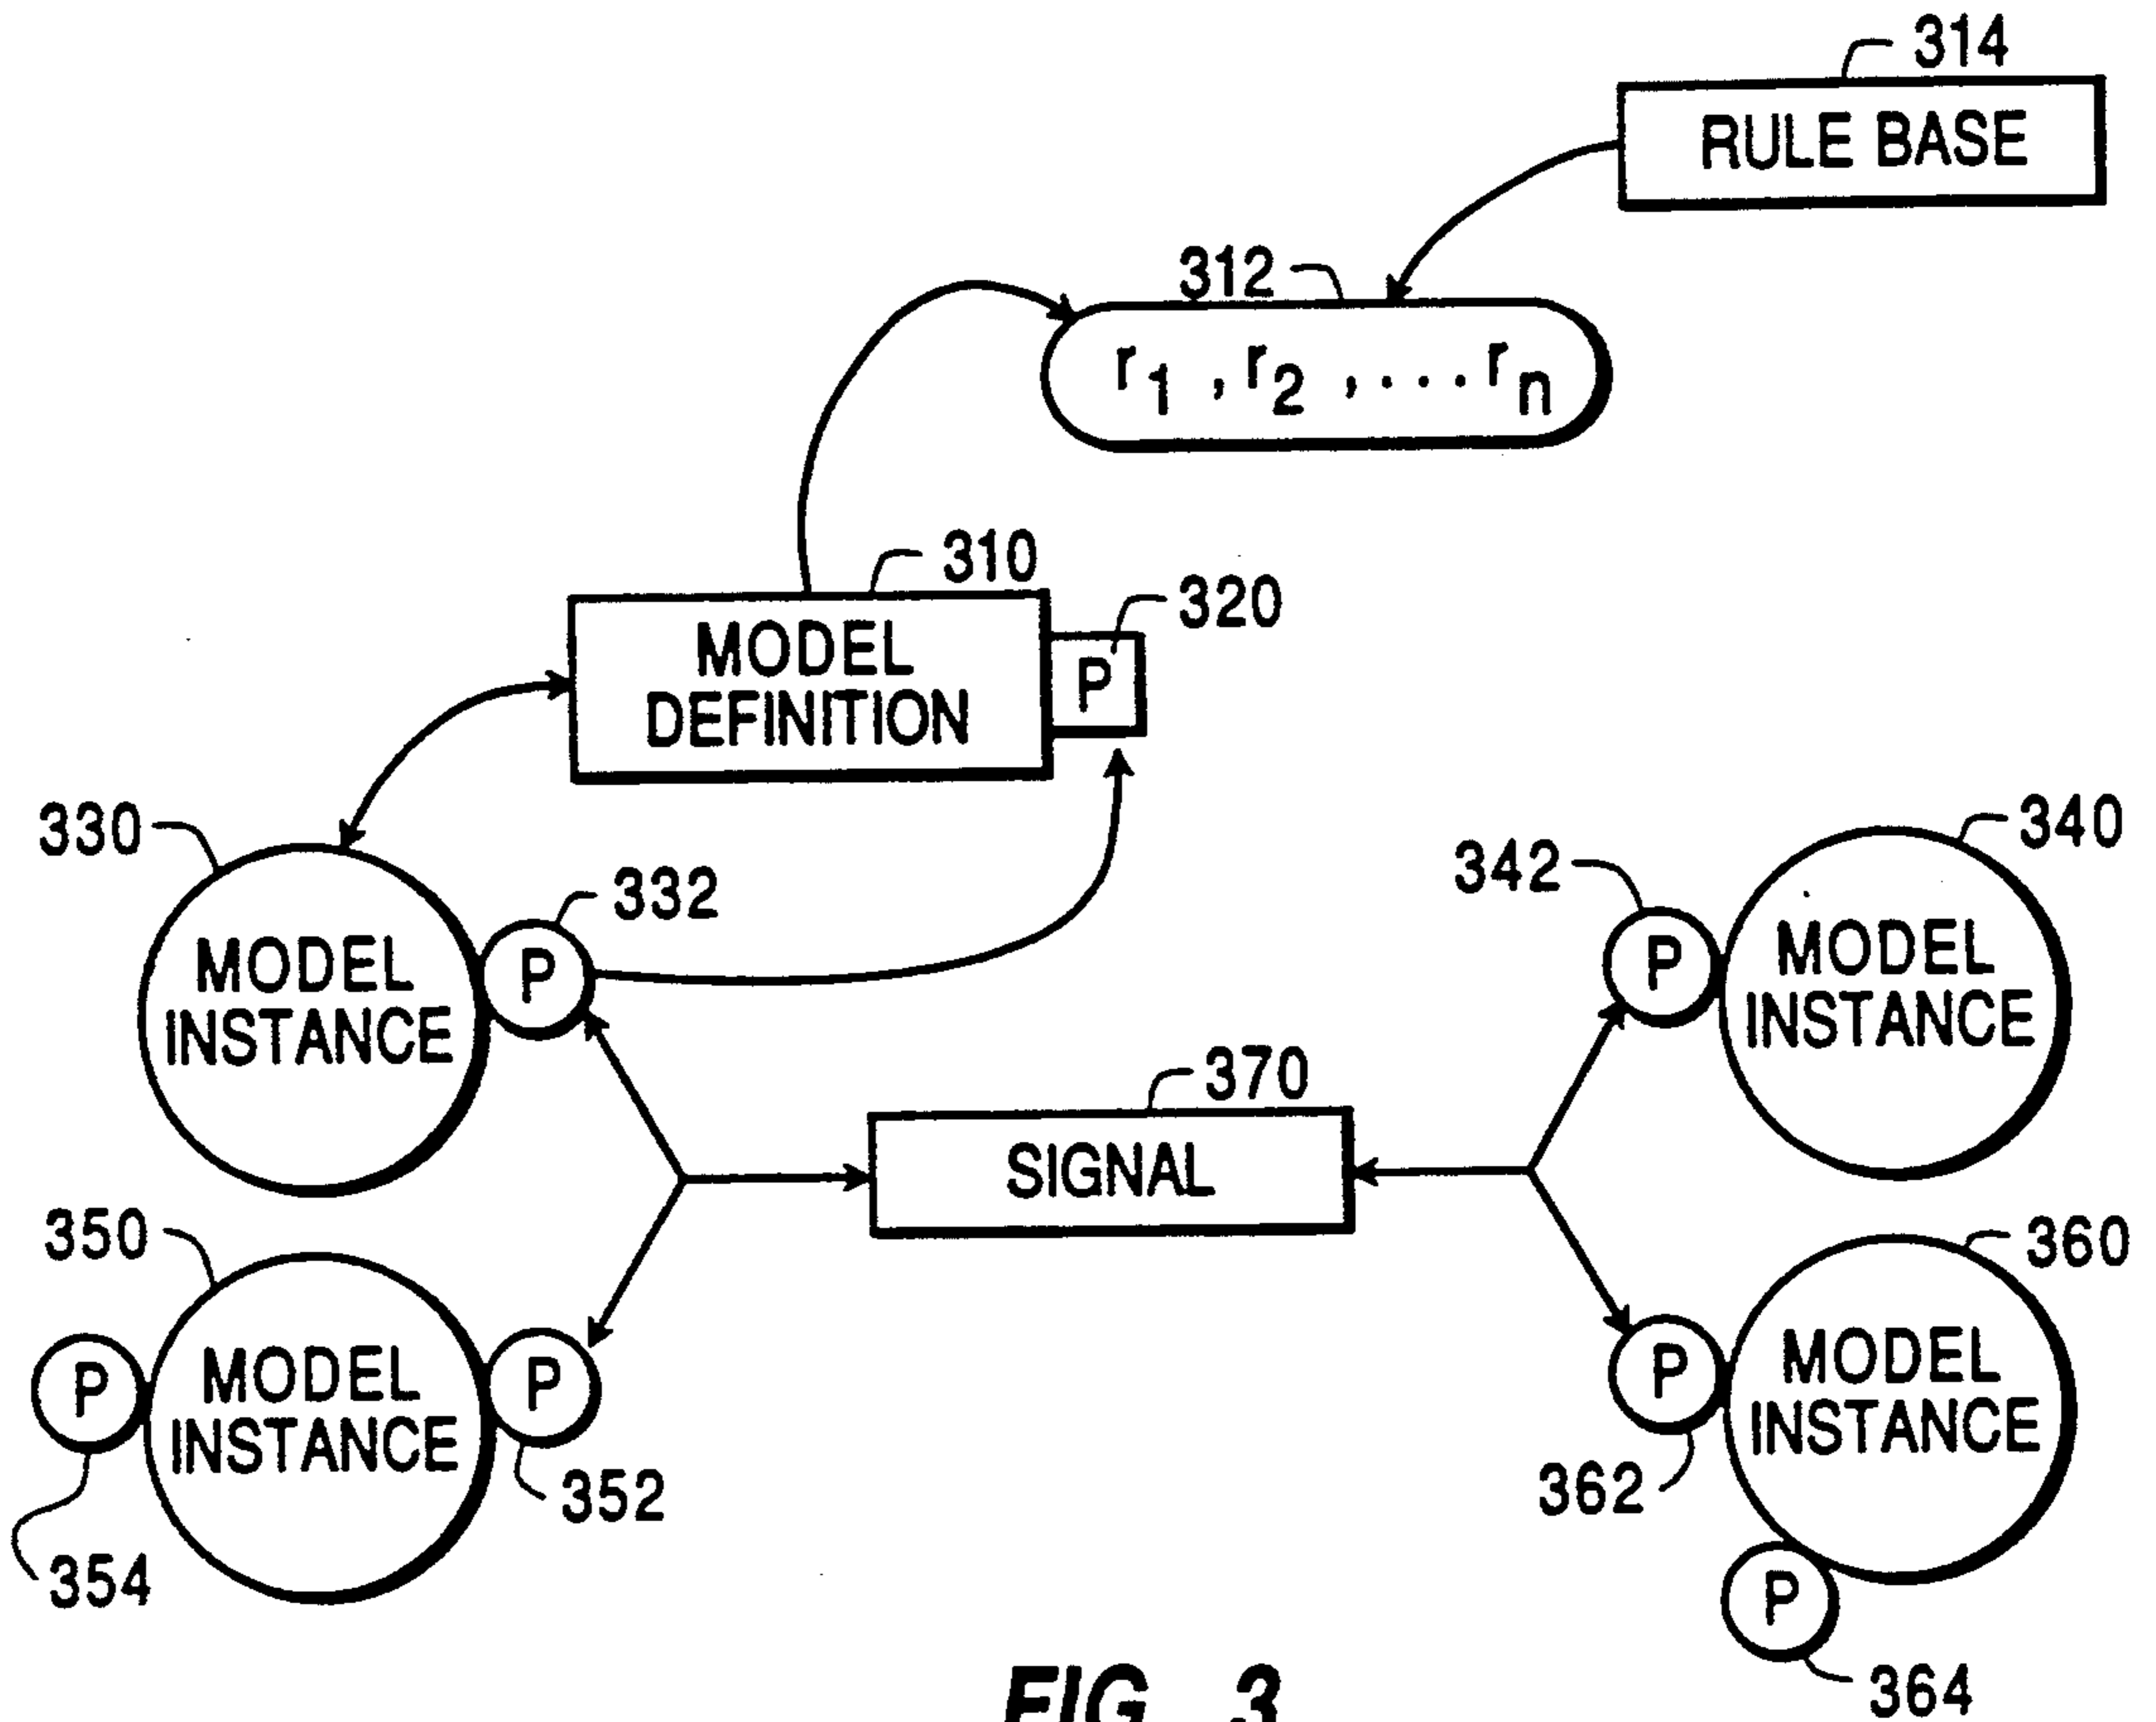 314
RULE BASE
312
r1 , r2 , . . . . rn
310
320
MODEL
DEFINITION
P
330
332
342
340
MODEL
INSTANCE
P
P
MODEL
INSTANCE
370
SIGNAL
350
360
P
MODEL
INSTANCE
P
P
MODEL
INSTANCE
352
362
354
P
364
FIG. 3